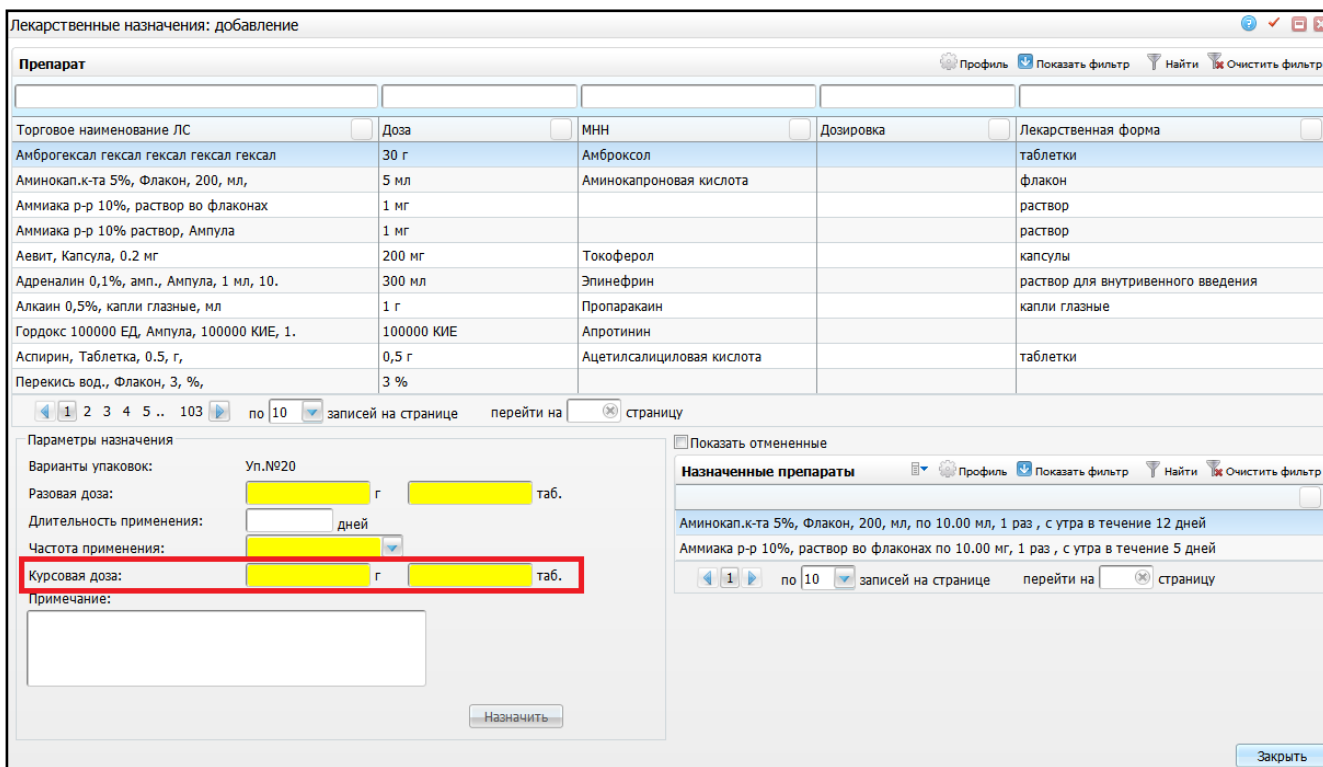 Лекарственные назначения: добавление
Препарат Профиль Показать фильтр Найти Очистить фильтр
Торговое наименование ЛС Доза МНН Дозировка Лекарственная форма
Амброгексал гексал гексал гексал гексал 30 г Амброксол таблетки
Аминокап.к-та 5%, Флакон, 200, мл, 5 мл Аминокапроновая кислота флакон
Аммиака р-р 10%, раствор во флаконах 1 мг раствор
Аммиака р-р 10% раствор, Ампула 1 мг раствор
Аевит, Капсула, 0.2 мг 200 мг Токоферол капсулы
Адреналин 0,1%, амп., Ампула, 1 мл, 10. 300 мл Эпинефрин раствор для внутривенного введения
Алкаин 0,5%, капли глазные, мл 1 г Пропаракаин капли глазные
Гордокс 100000 ЕД, Ампула, 100000 КИЕ, 1. 100000 КИЕ Апротинин
Аспирин, Таблетка, 0.5, г, 0,5 г Ацетилсалициловая кислота таблетки
Перекись вод., Флакон, 3, %, 3 %
1 2 3 4 5 .. 103 по 10 записей на странице перейти на страницу
Параметры назначения
Варианты упаковок: Уп.№20
Разовая доза: г таб.
Длительность применения: дней
Частота применения:
Курсовая доза: г таб.
Примечание:
Назначить
Показать отмененные
Назначенные препараты Профиль Показать фильтр Найти Очистить фильтр
Аминокап.к-та 5%, Флакон, 200, мл, по 10.00 мл, 1 раз , с утра в течение 12 дней
Аммиака р-р 10%, раствор во флаконах по 10.00 мг, 1 раз , с утра в течение 5 дней
1 по 10 записей на странице перейти на страницу
Закрыть